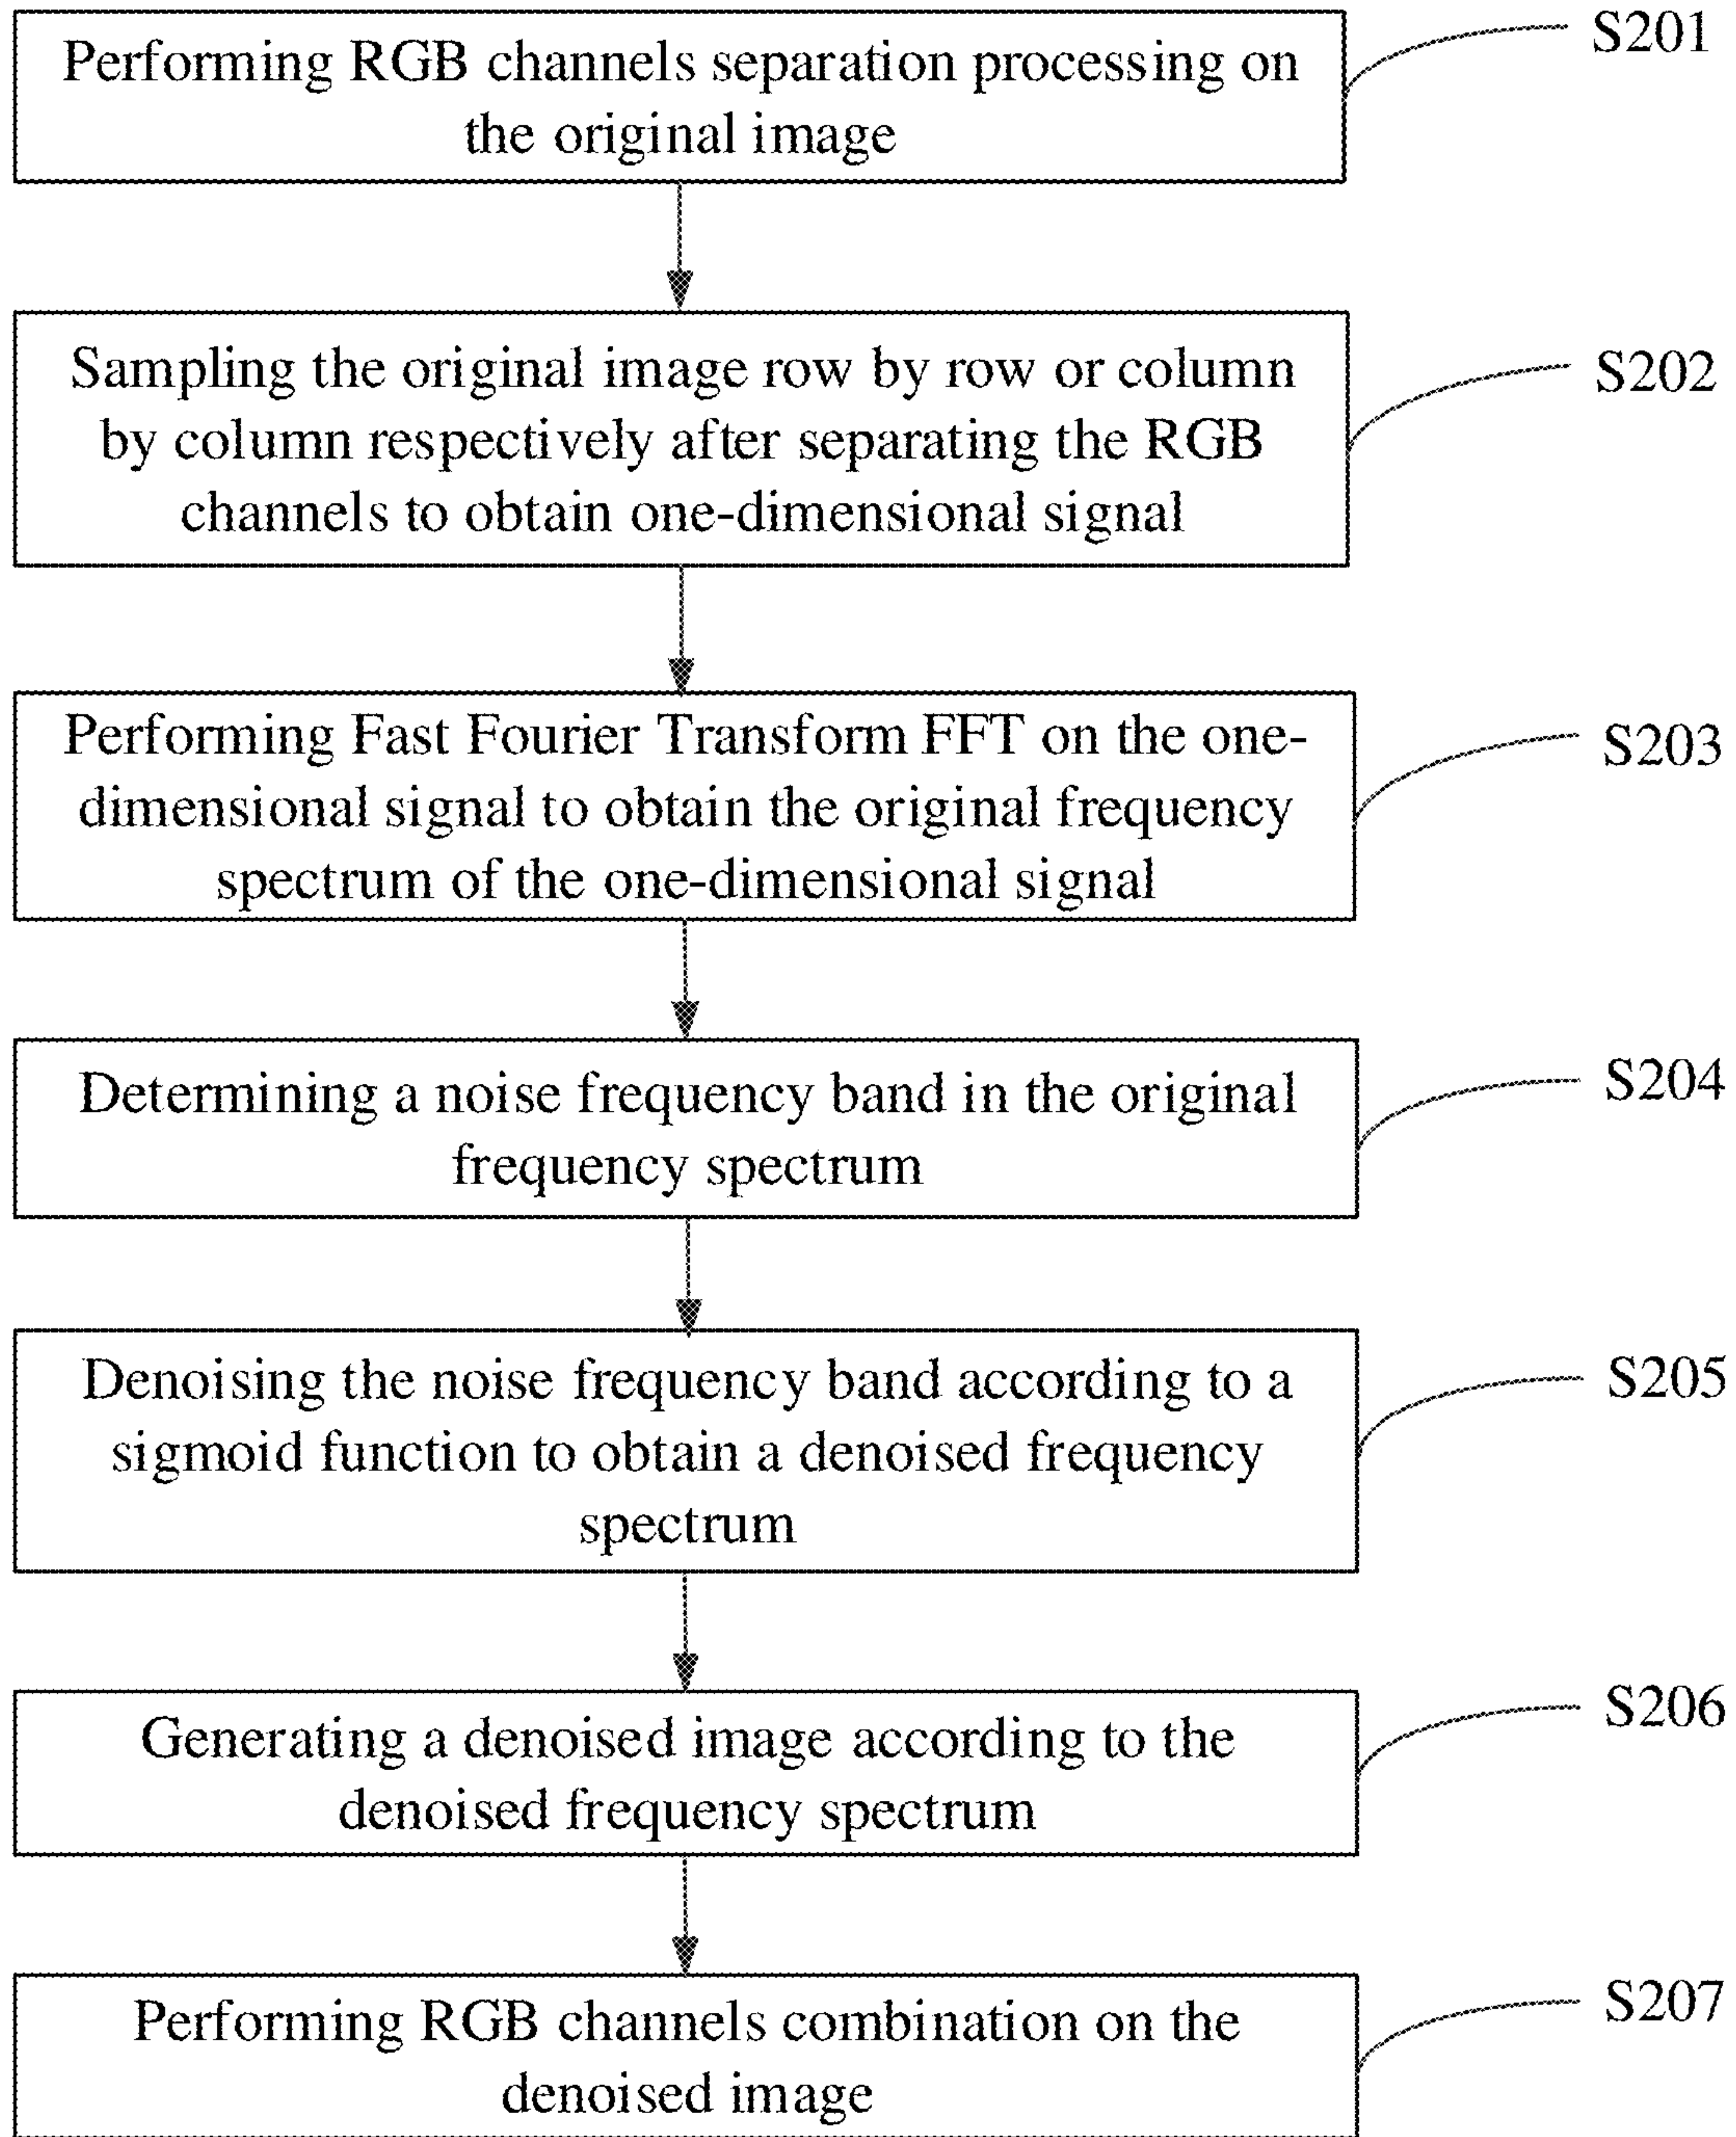 Performing RGB channels separation processing on
the original image
S201
Sampling the original image row by row or column
by column respectively after separating the RGB
channels to obtain one-dimensional signal
S202
Performing Fast Fourier Transform FFT on the one-
dimensional signal to obtain the original frequency
spectrum of the one-dimensional signal
S203
Determining a noise frequency band in the original
frequency spectrum
S204
Denoising the noise frequency band according to a
sigmoid function to obtain a denoised frequency
spectrum
S205
Generating a denoised image according to the
denoised frequency spectrum
S206
Performing RGB channels combination on the
denoised image
S207